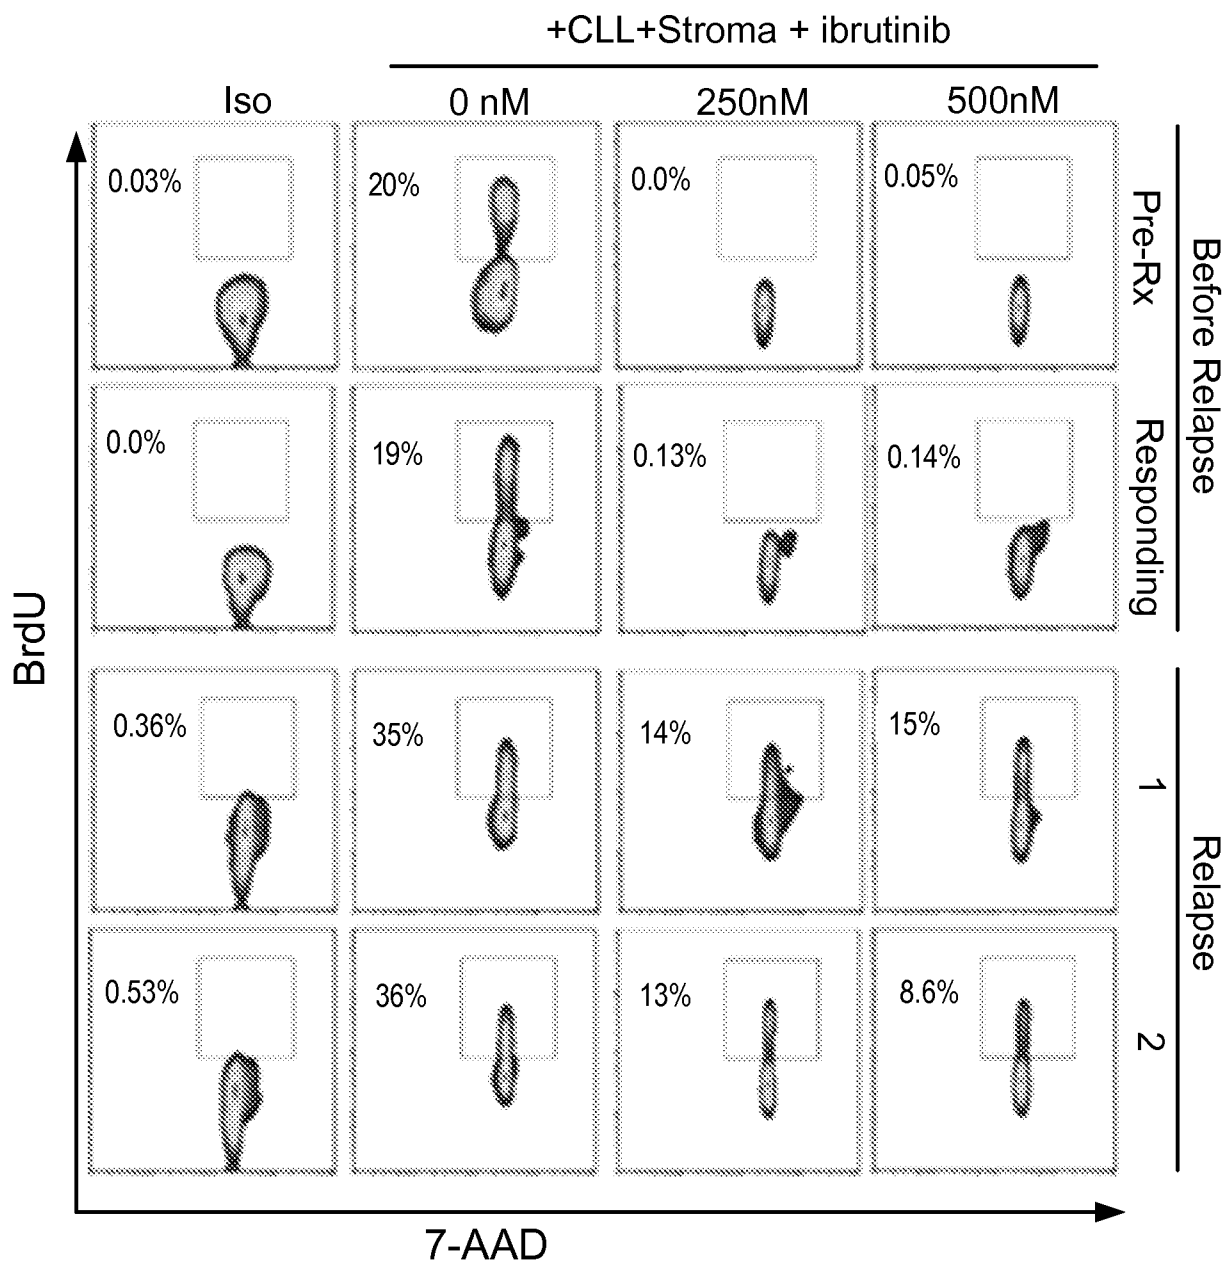 +CLL+Stroma + ibrutinib
Iso 0 nM 250nM 500nM
0.03% 20% 0.0% 0.05%
Pre-Rx
0.0% 19% 0.13% 0.14%
Responding
Before Relapse
0.36% 35% 14% 15%
1
0.53% 36% 13% 8.6%
2
Relapse
BrdU
7-AAD